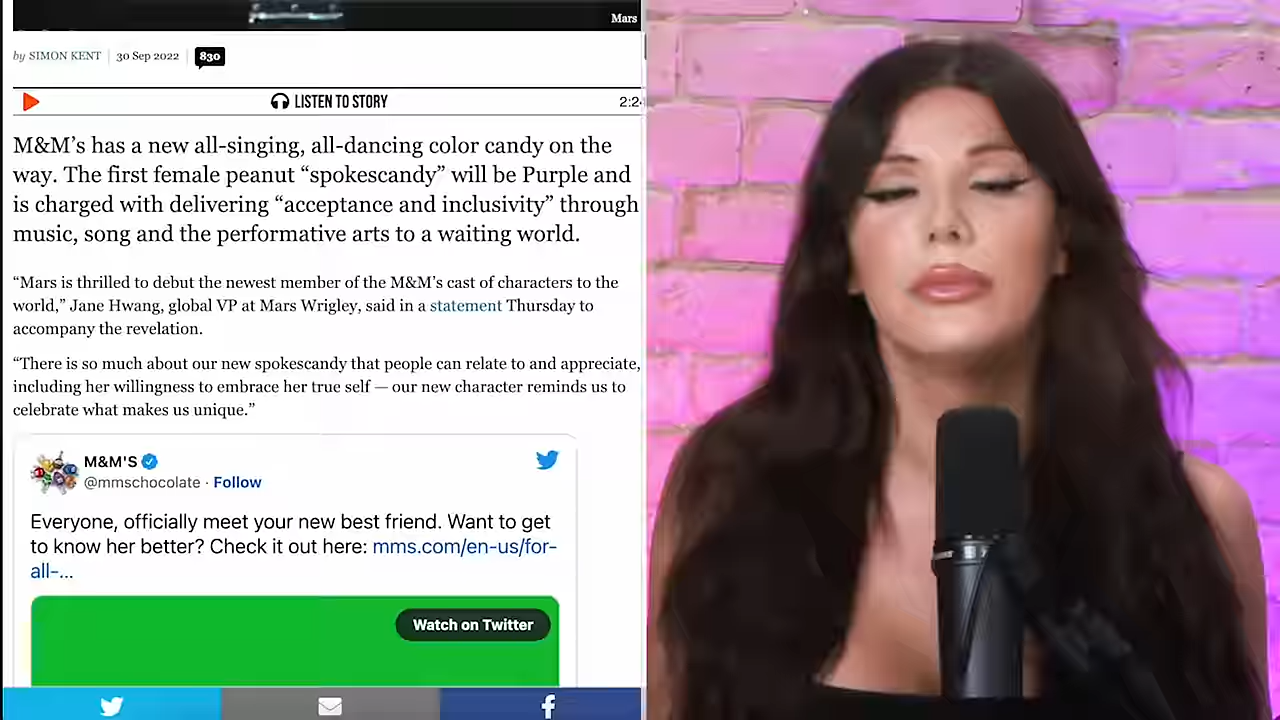 Mars
by SIMON KENT 30 Sep 2022 830
LISTEN TO STORY 2:2
M&M’s has a new all-singing, all-dancing color candy on the
way. The first female peanut “spokescandy” will be Purple and
is charged with delivering “acceptance and inclusivity” through
music, song and the performative arts to a waiting world.
“Mars is thrilled to debut the newest member of the M&M’s cast of characters to the
world,” Jane Hwang, global VP at Mars Wrigley, said in a statement Thursday to
accompany the revelation.
“There is so much about our new spokescandy that people can relate to and appreciate,
including her willingness to embrace her true self — our new character reminds us to
celebrate what makes us unique.”
M&M'S
@mmschocolate · Follow
Everyone, officially meet your new best friend. Want to get
to know her better? Check it out here: mms.com/en-us/for-
all-...
Watch on Twitter